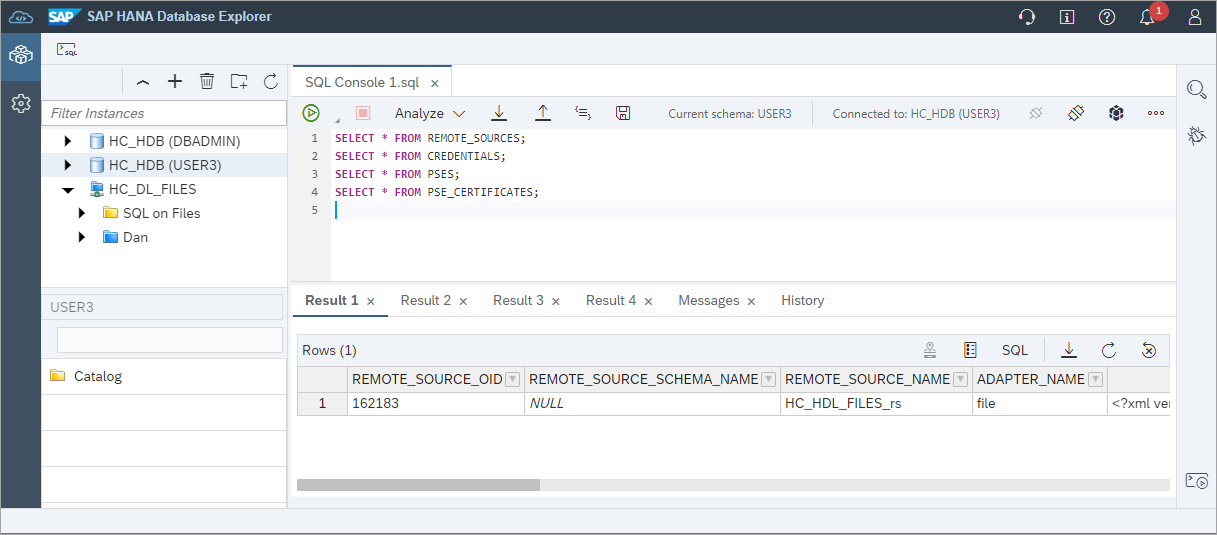 SAP SAP HANA Database Explorer
1
SQL
SQL Console 1.sql
Filter Instances
Analyze
Current schema: USER3
Connected to: HC_HDB (USER3)
HC_HDB (DBADMIN)
HC_HDB (USER3)
HC_DL_FILES
SQL on Files
Dan
1 SELECT * FROM REMOTE_SOURCES;
2 SELECT * FROM CREDENTIALS;
3 SELECT * FROM PSES;
4 SELECT * FROM PSE_CERTIFICATES;
5
USER3
Catalog
Result 1 Result 2 Result 3 Result 4 Messages History
Rows (1) SQL
REMOTE_SOURCE_OID REMOTE_SOURCE_SCHEMA_NAME REMOTE_SOURCE_NAME ADAPTER_NAME
1 162183 NULL HC_HDL_FILES_rs file <?xml ver